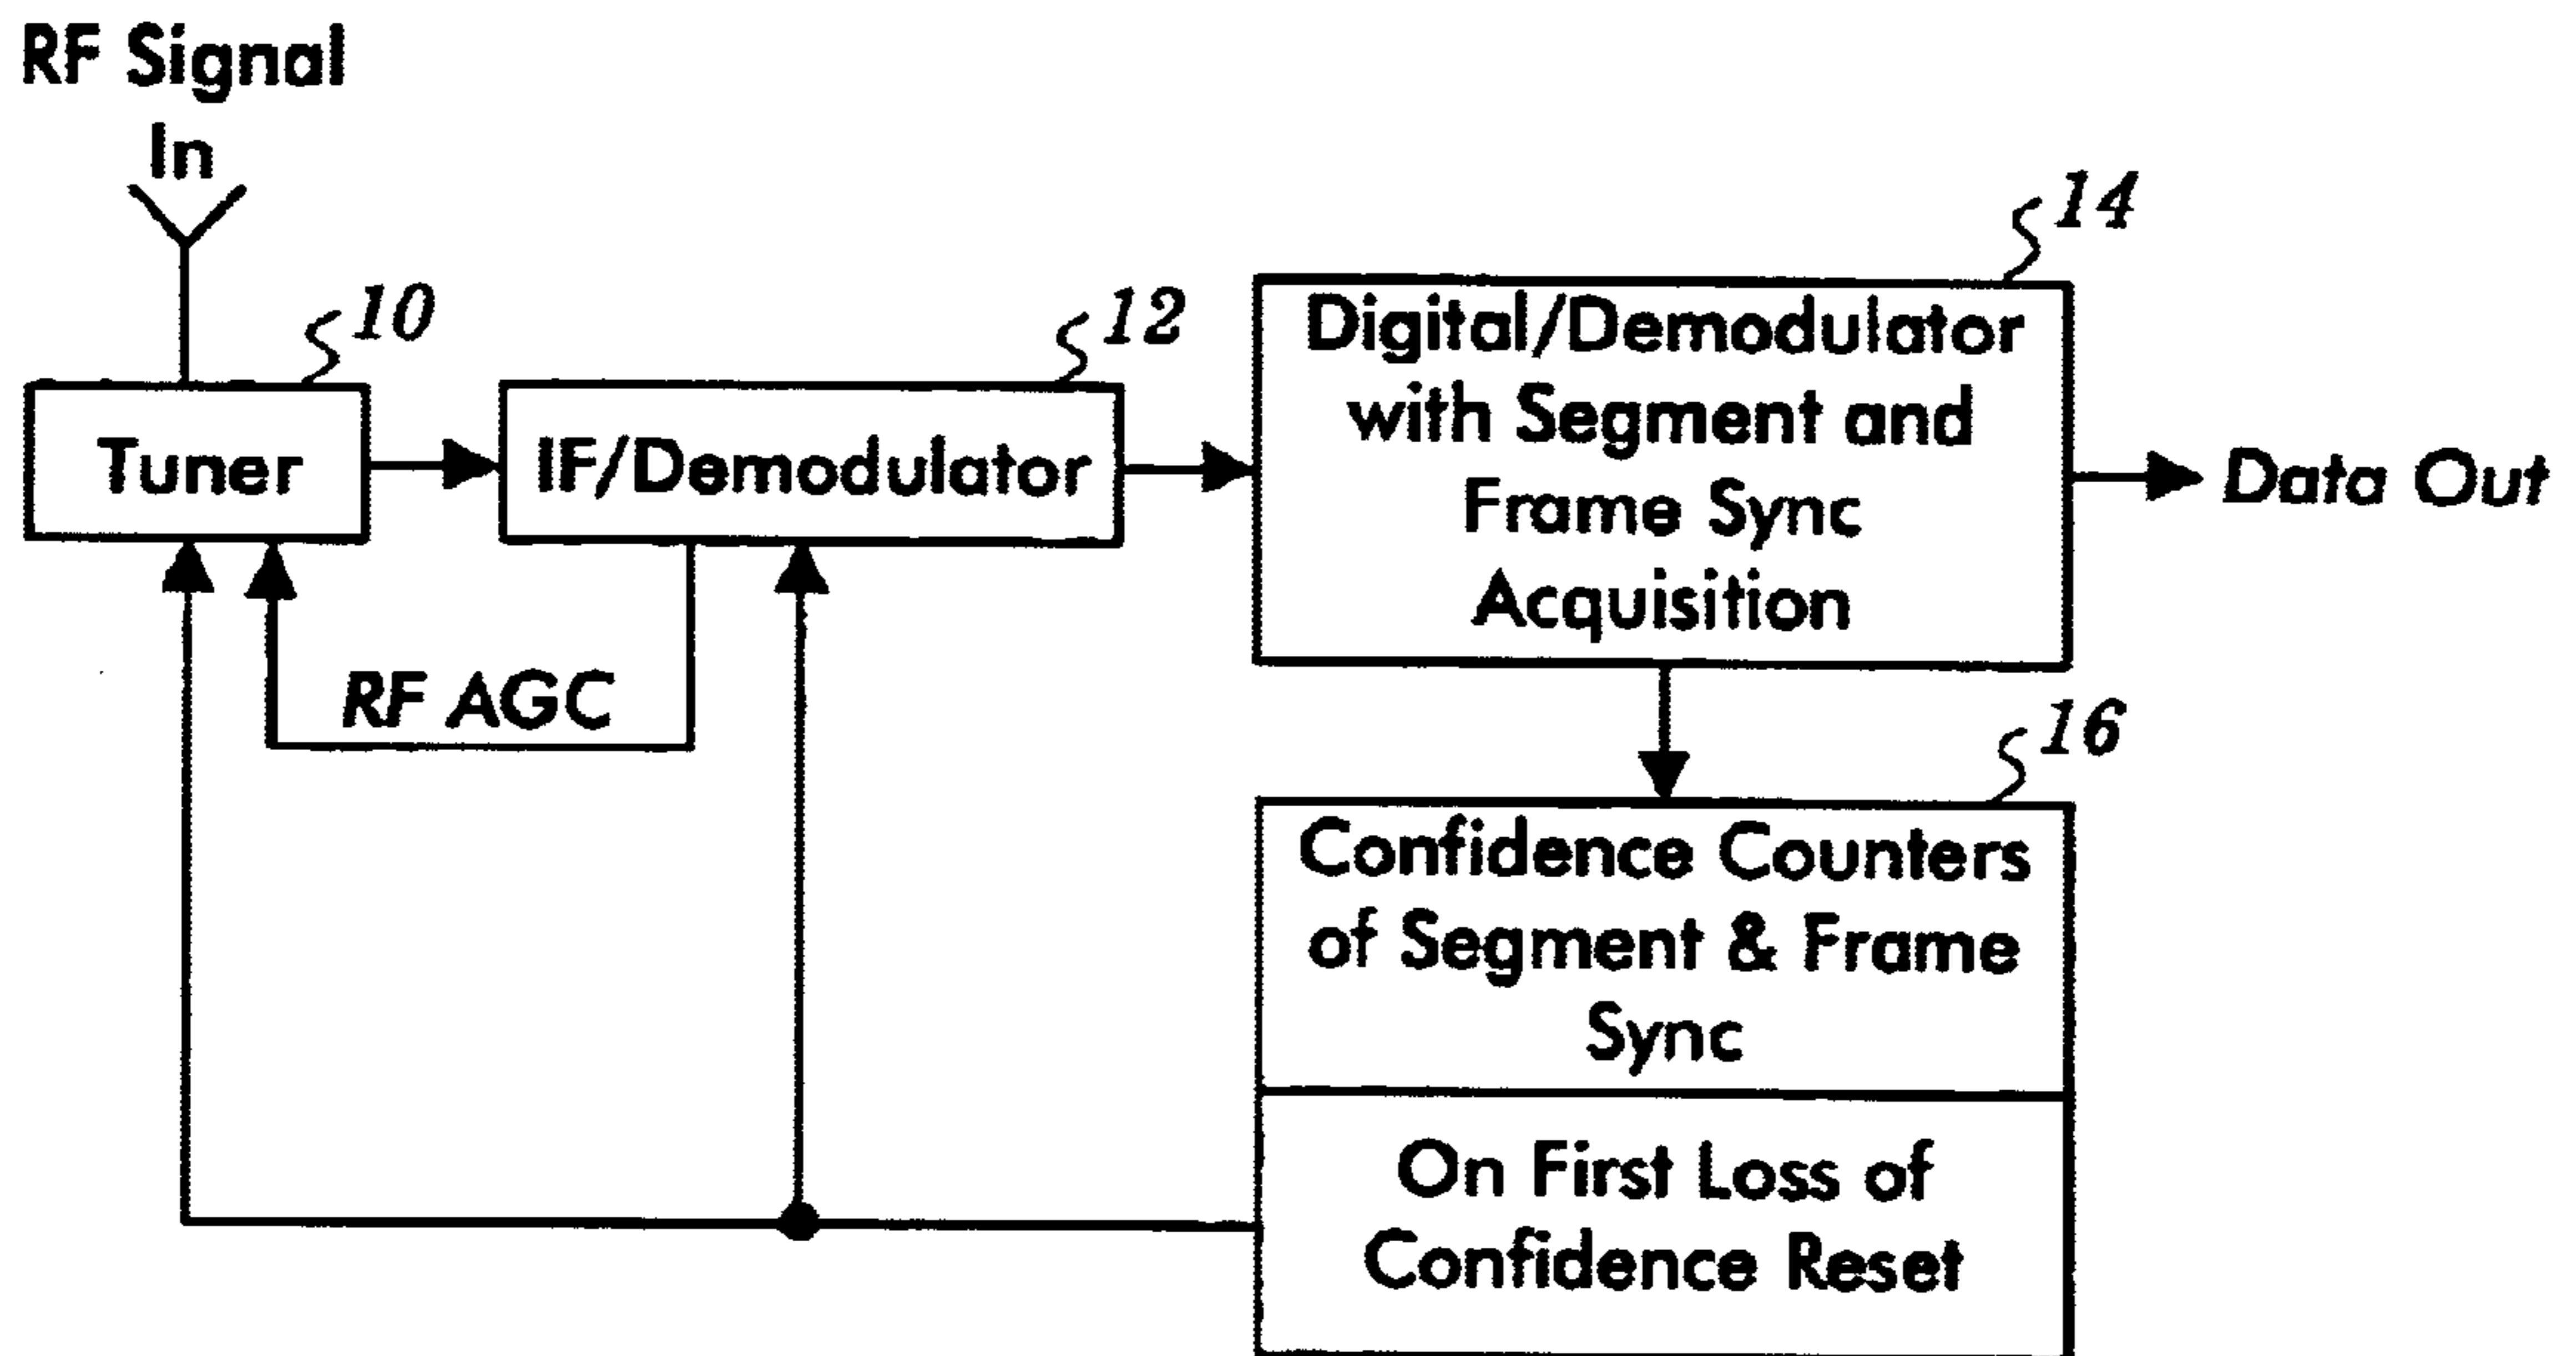 RF Signal
In
10
12
14
Tuner
IF/Demodulator
Digital/Demodulator
with Segment and
Frame Sync
Acquisition
Data Out
RF AGC
16
Confidence Counters
of Segment & Frame
Sync
On First Loss of
Confidence Reset